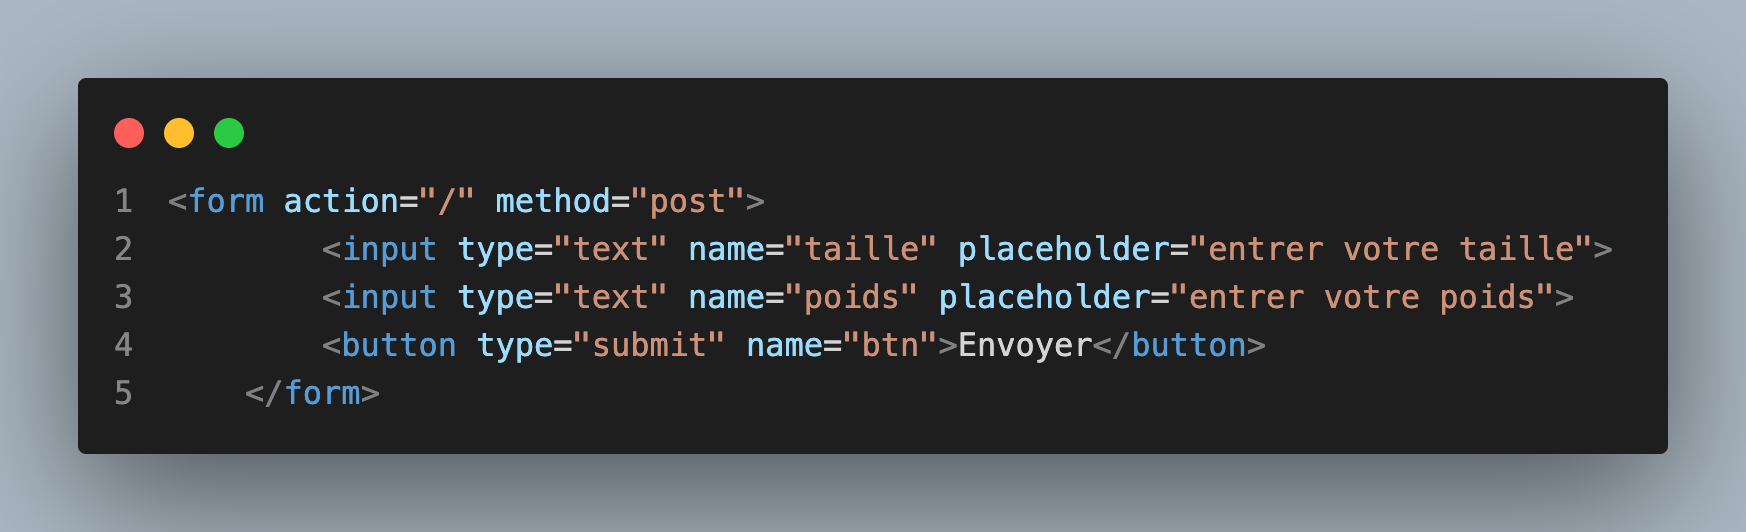 1 <form action="/" method="post">
2         <input type="text" name="taille" placeholder="entrer votre taille">
3         <input type="text" name="poids" placeholder="entrer votre poids">
4         <button type="submit" name="btn">Envoyer</button>
5     </form>